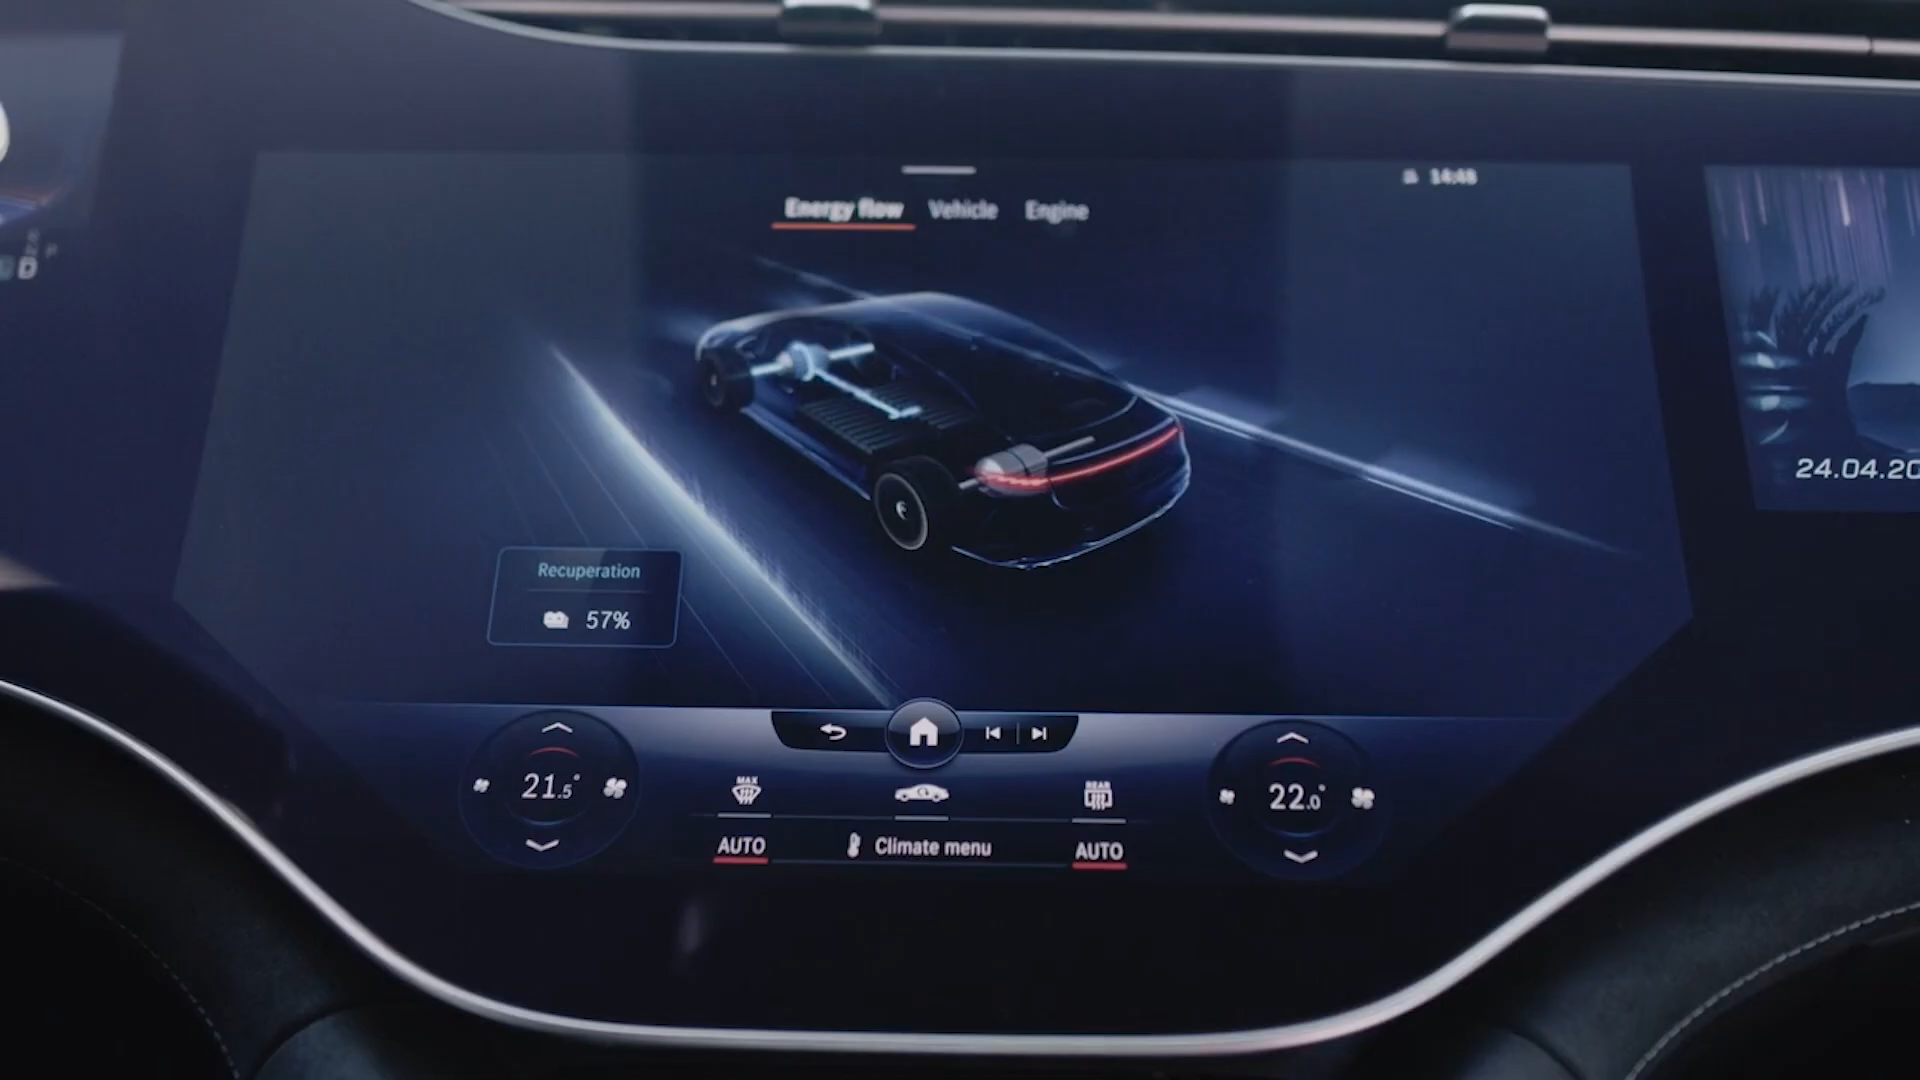 14:48
Energy flow Vehicle Engine
D
P
24.04.20
Recuperation
57%
21.5°
MAX
REAR
22.0°
AUTO
Climate menu
AUTO